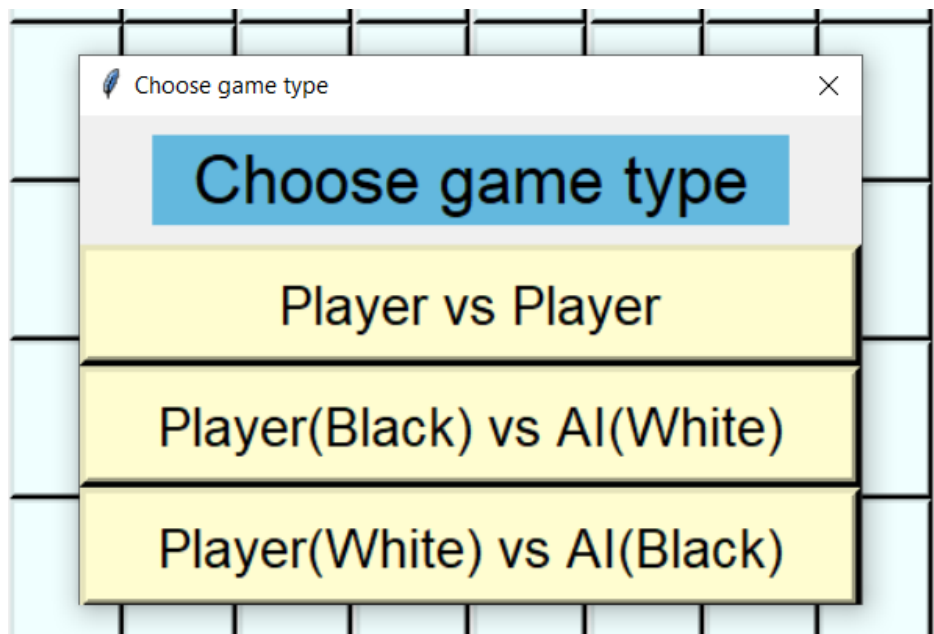 Choose game type
Choose game type
Player vs Player
Player(Black) vs AI(White)
Player(White) vs AI(Black)